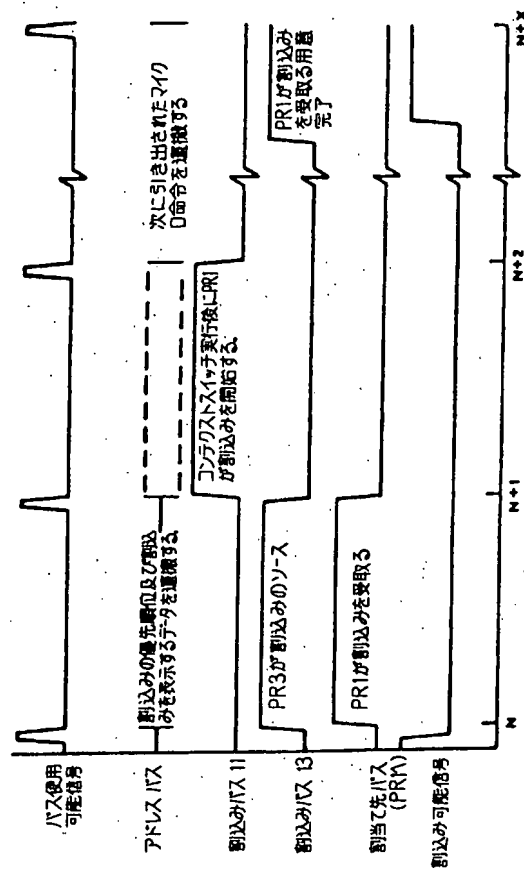 バス使用
可能信号
アドレス バス
割込みの優先順位及び割込
みを表示するデータを運搬する。
次に引き出されたマイク
ロ命令を運搬する
割込みバス 11
コンテクストスイッチ実行後にPR1
が割込みを開始する。
割込みバス 13
PR3が割込みのソース
PR1が割込み
を受取る用意
完了
割当て先バス
(PRn)
PR1が割込みを受取る
割込み可能信号
N
N+1
N+2
N+X